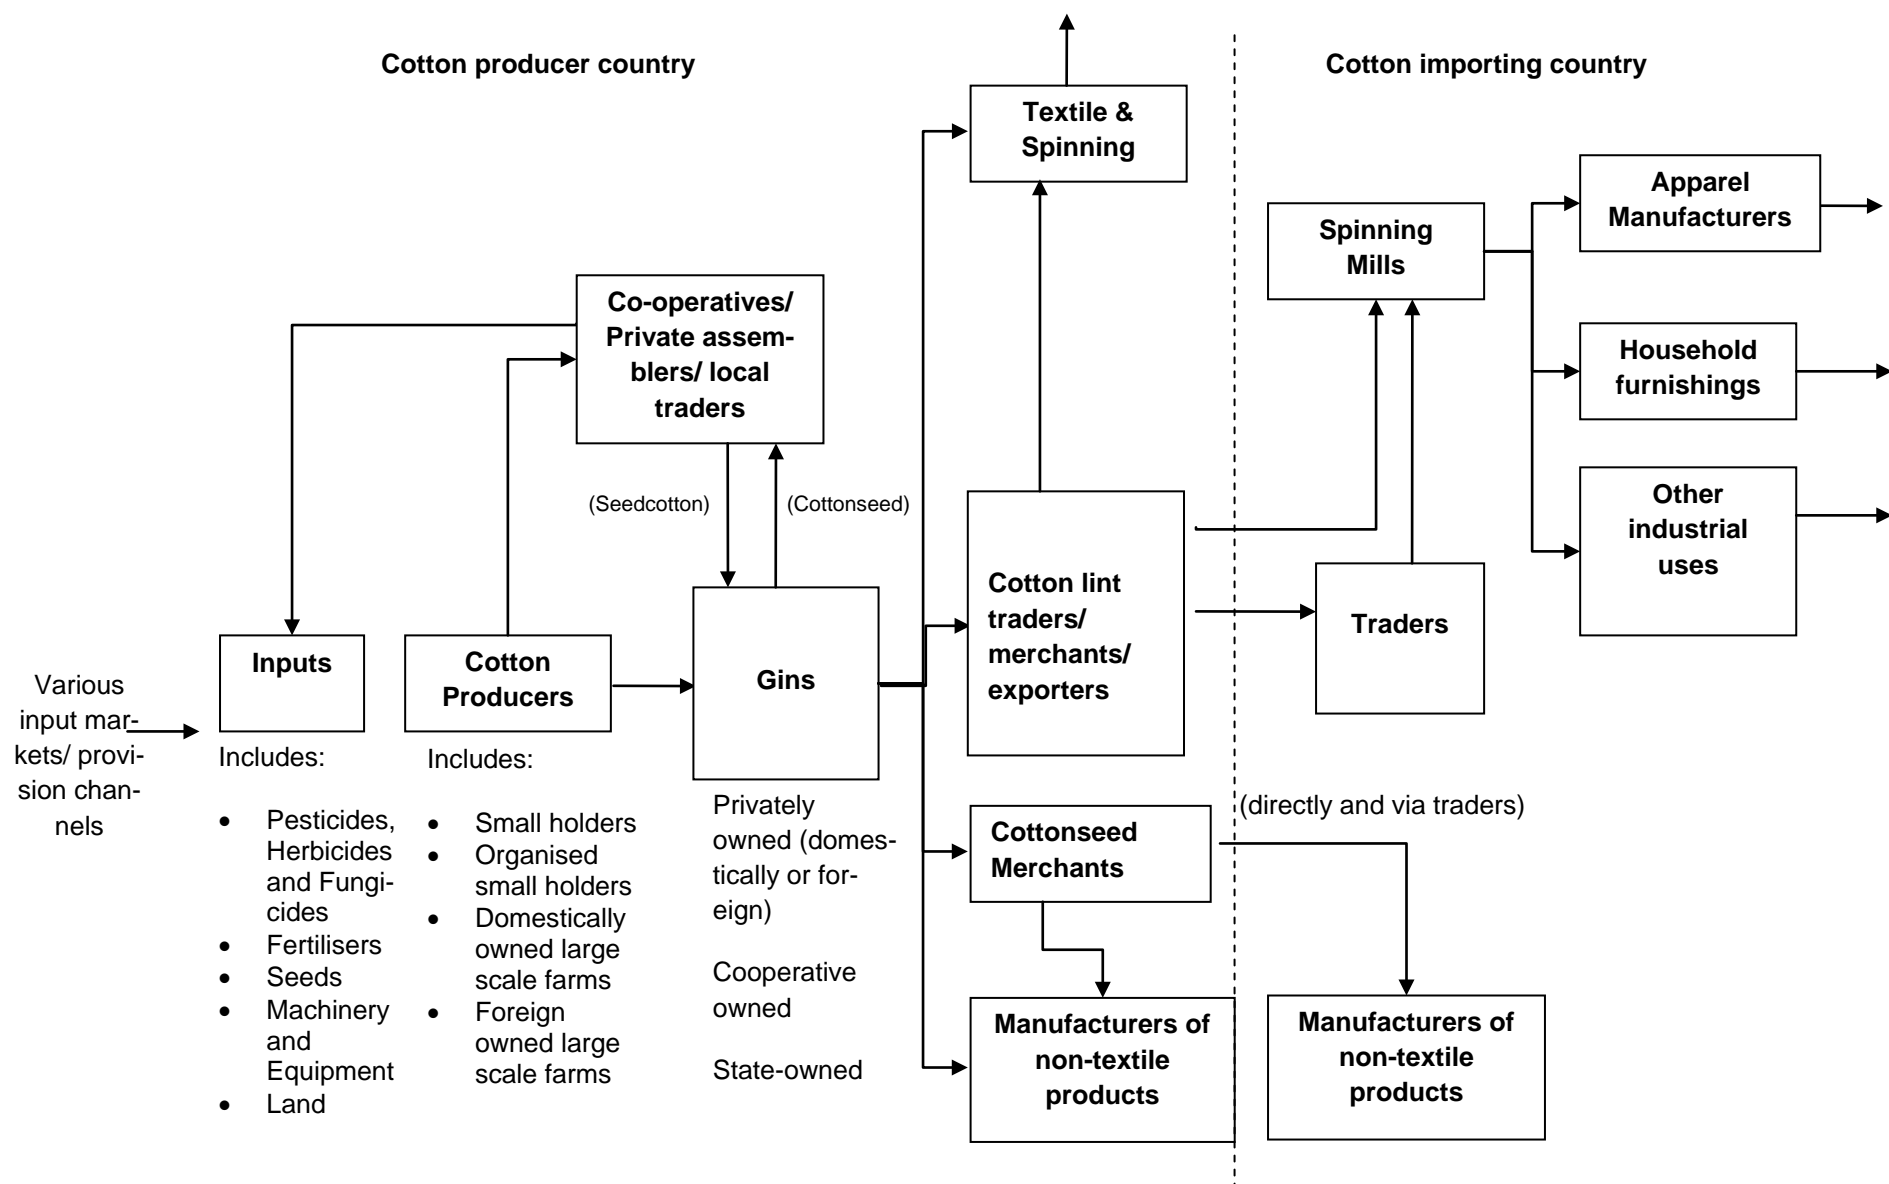 Cotton producer country
Cotton importing country
Textile &
Spinning
Apparel
Manufacturers
Spinning
Mills
Co-operatives/
Private assem-
blers/ local
traders
Household
furnishings
(Seedcotton)
(Cottonseed)
Other
industrial
uses
Cotton lint
traders/
merchants/
exporters
Traders
Inputs
Cotton
Producers
Gins
Various
input mar-
kets/ provi-
sion chan-
nels
Includes:
• Pesticides,
Herbicides
and Fungi-
cides
• Fertilisers
• Seeds
• Machinery
and
Equipment
• Land
Includes:
• Small holders
• Organised
small holders
• Domestically
owned large
scale farms
• Foreign
owned large
scale farms
Privately
owned (domes-
tically or for-
eign)
Cooperative
owned
State-owned
Cottonseed
Merchants
(directly and via traders)
Manufacturers of
non-textile
products
Manufacturers of
non-textile
products